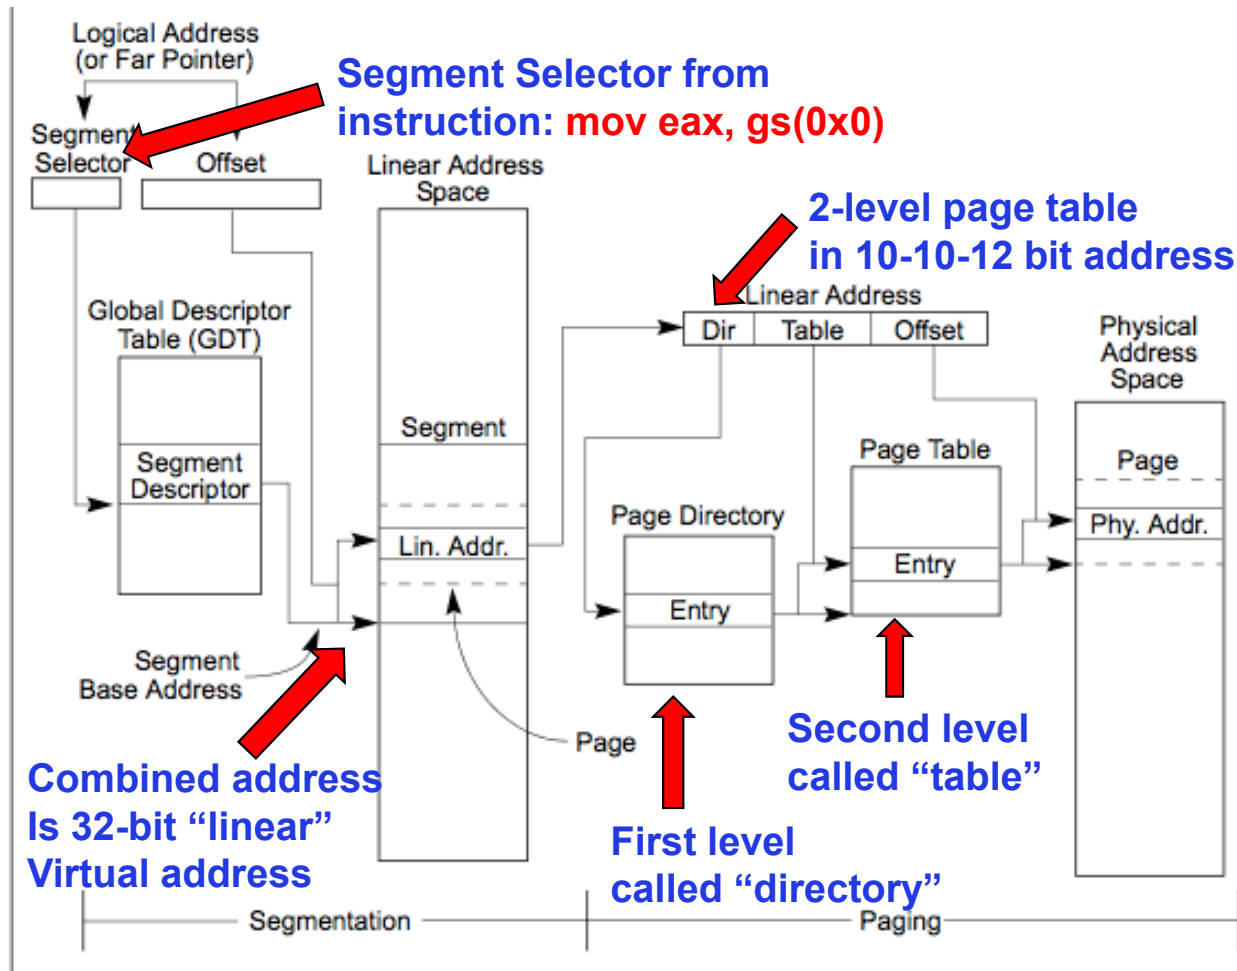 Logical Address
(or Far Pointer)
Segment Selector from
instruction: mov eax, gs(0x0)
Segment
Selector
Offset
Linear Address
Space
2-level page table
in 10-10-12 bit address
Linear Address
Dir
Table
Offset
Global Descriptor
Table (GDT)
Physical
Address
Space
Segment
Segment
Descriptor
Page Table
Page
Page Directory
Phy. Addr.
Lin. Addr.
Entry
Entry
Segment
Base Address
Page
Combined address
Is 32-bit “linear”
Virtual address
Second level
called “table”
First level
called “directory”
Segmentation
Paging